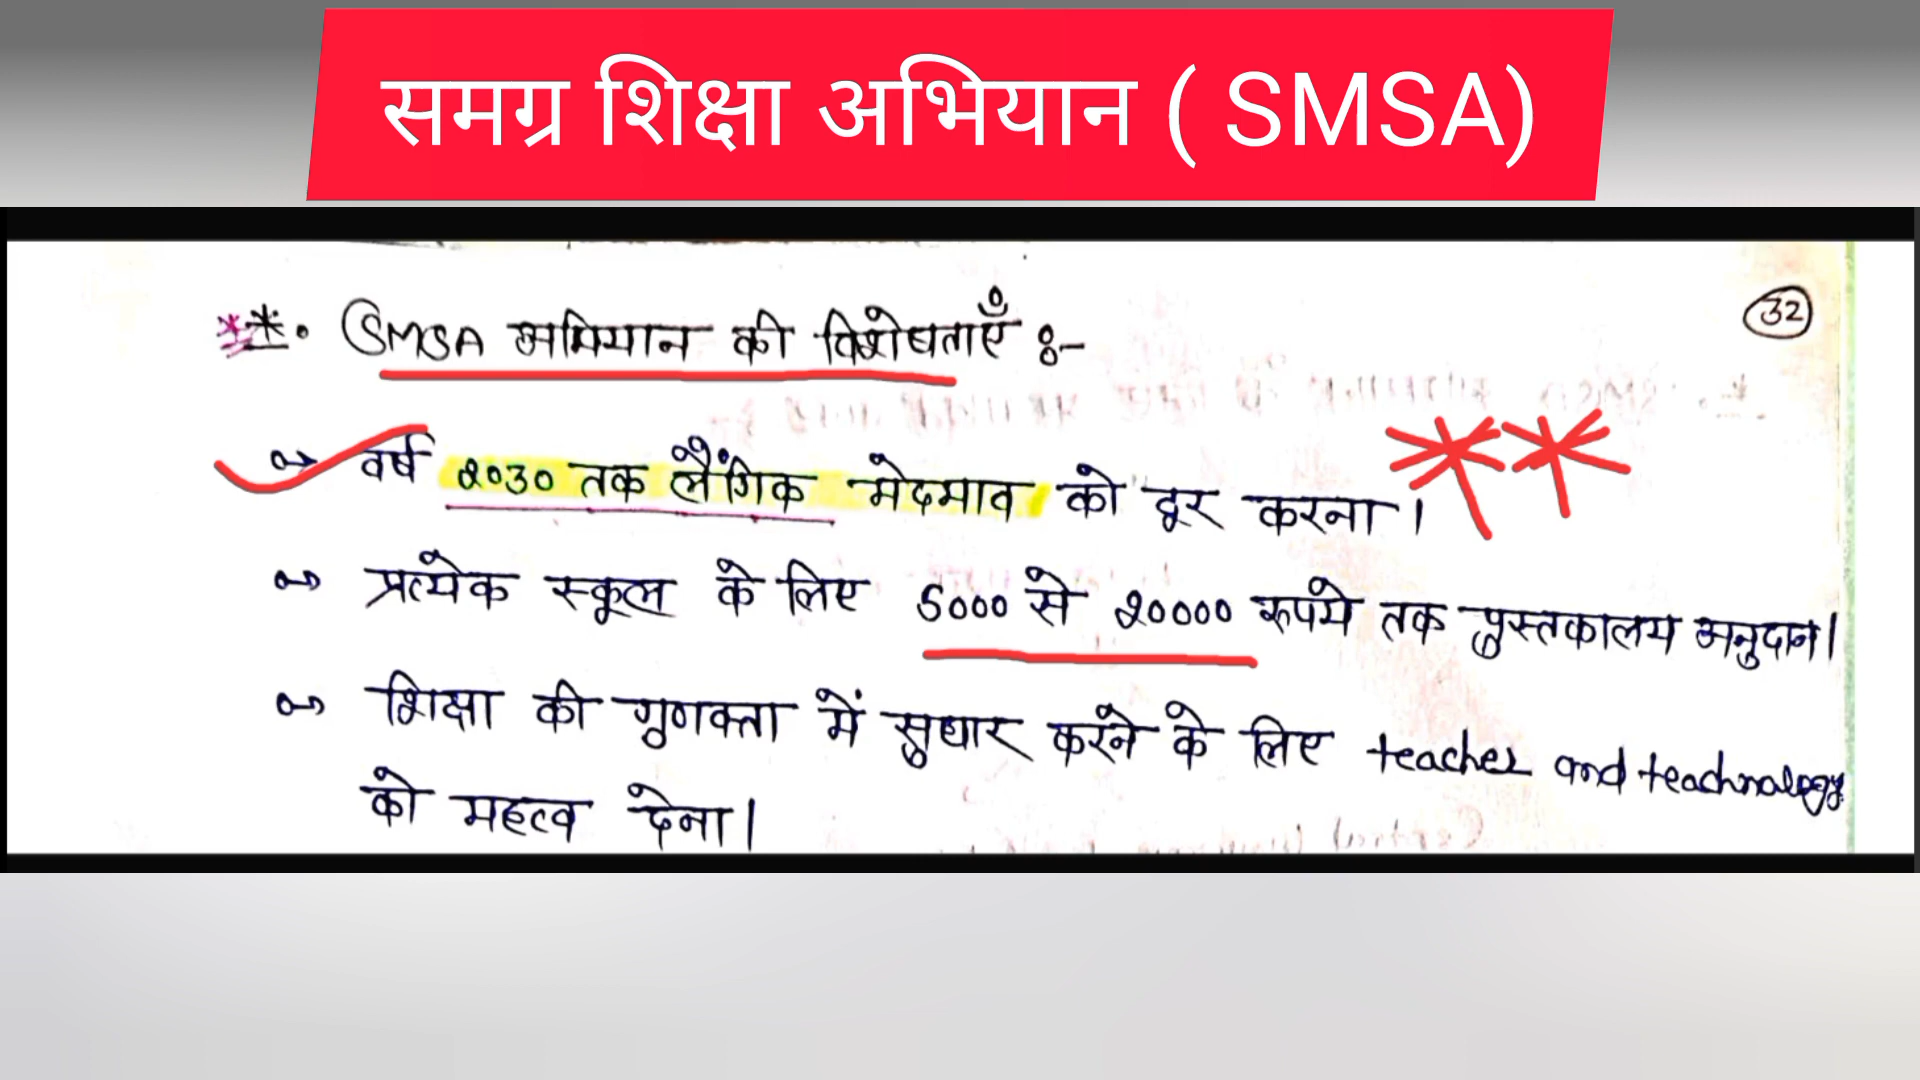 समग्र शिक्षा अभियान ( SMSA)
32
**. SMSA अभियान की विशेषताएँ :-
→ वर्ष 2030 तक लैंगिक भेदभाव को दूर करना।
→ प्रत्येक स्कूल के लिए 5000 से 20000 रूपये तक पुस्तकालय अनुदान।
→ शिक्षा की गुणवत्ता में सुधार करने के लिए teacher and teachnology
को महत्व देना।